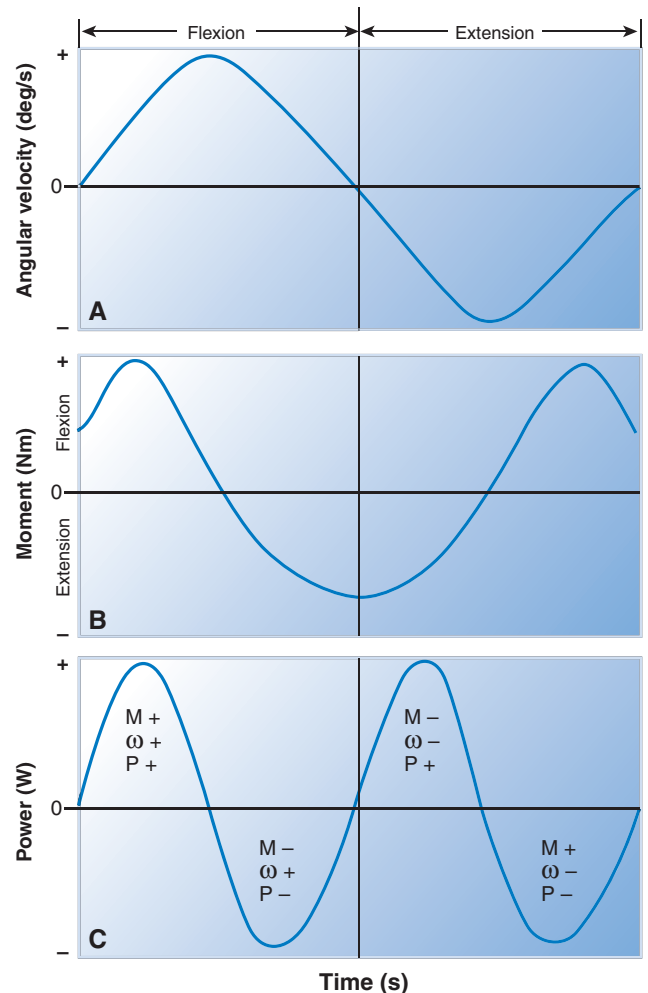 Flexion
Extension
+
Angular velocity (deg/s)
0
A
–
+
Flexion
Moment (Nm)
0
Extension
B
–
+
M +
ω +
P +
M –
ω –
P +
Power (W)
0
M –
ω +
P –
M +
ω –
P –
C
–
Time (s)